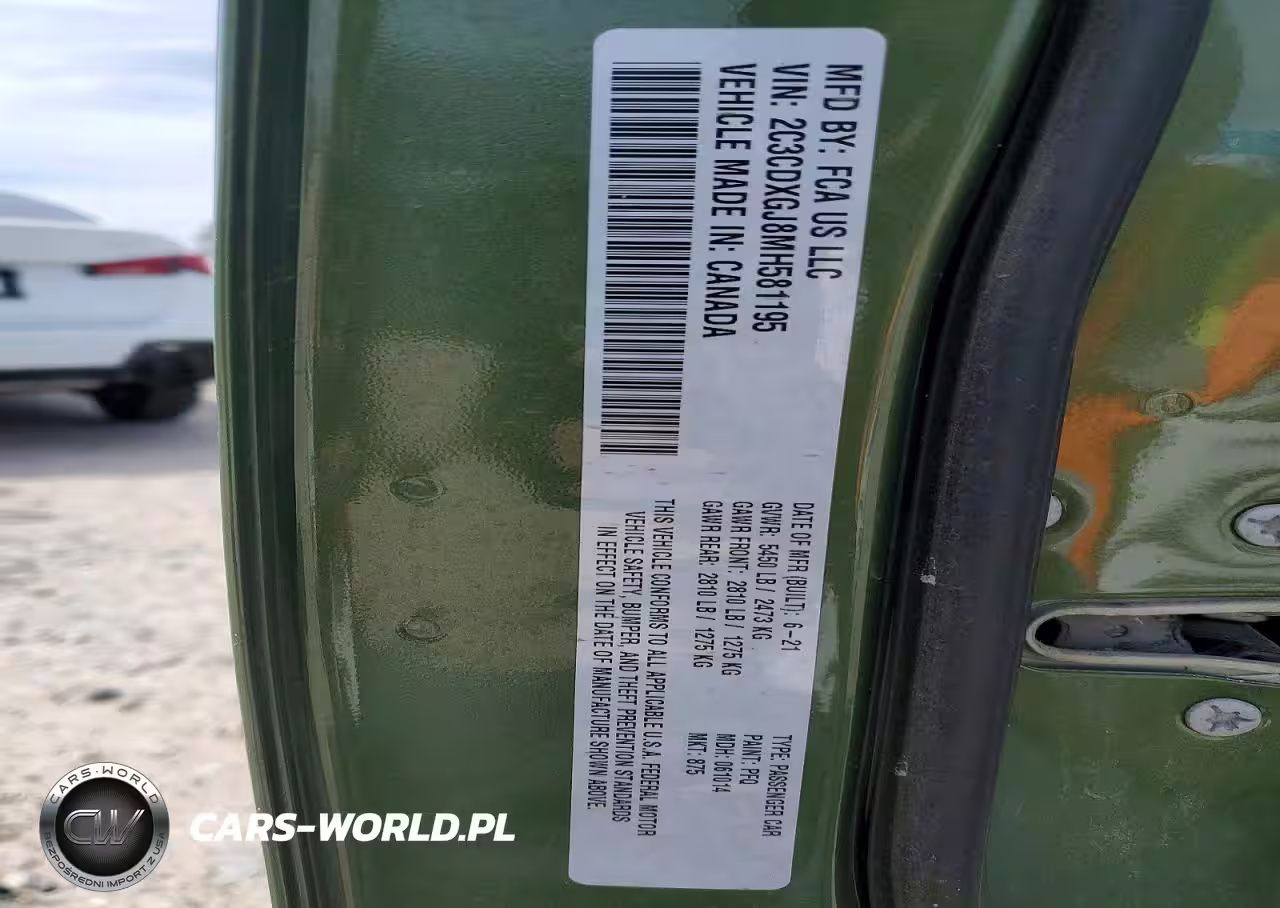 MFD BY: FCA US LLC
VIN: 2C3CDXGJ8MH581195
VEHICLE MADE IN: CANADA
DATE OF MFR (BUILT): 6-21
GVWR: 5450 LB / 2473 KG
GAWR FRONT: 2810 LB / 1275 KG
GAWR REAR: 2810 LB / 1275 KG
TYPE: PASSENGER CAR
PAINT: PFQ
MDH: 061014
MKT: 875
THIS VEHICLE CONFORMS TO ALL APPLICABLE U.S.A. FEDERAL MOTOR
VEHICLE SAFETY, BUMPER, AND THEFT PREVENTION STANDARDS
IN EFFECT ON THE DATE OF MANUFACTURE SHOWN ABOVE.
CARS-WORLD
CW
BEZPOŚREDNI IMPORT Z USA
CARS-WORLD.PL